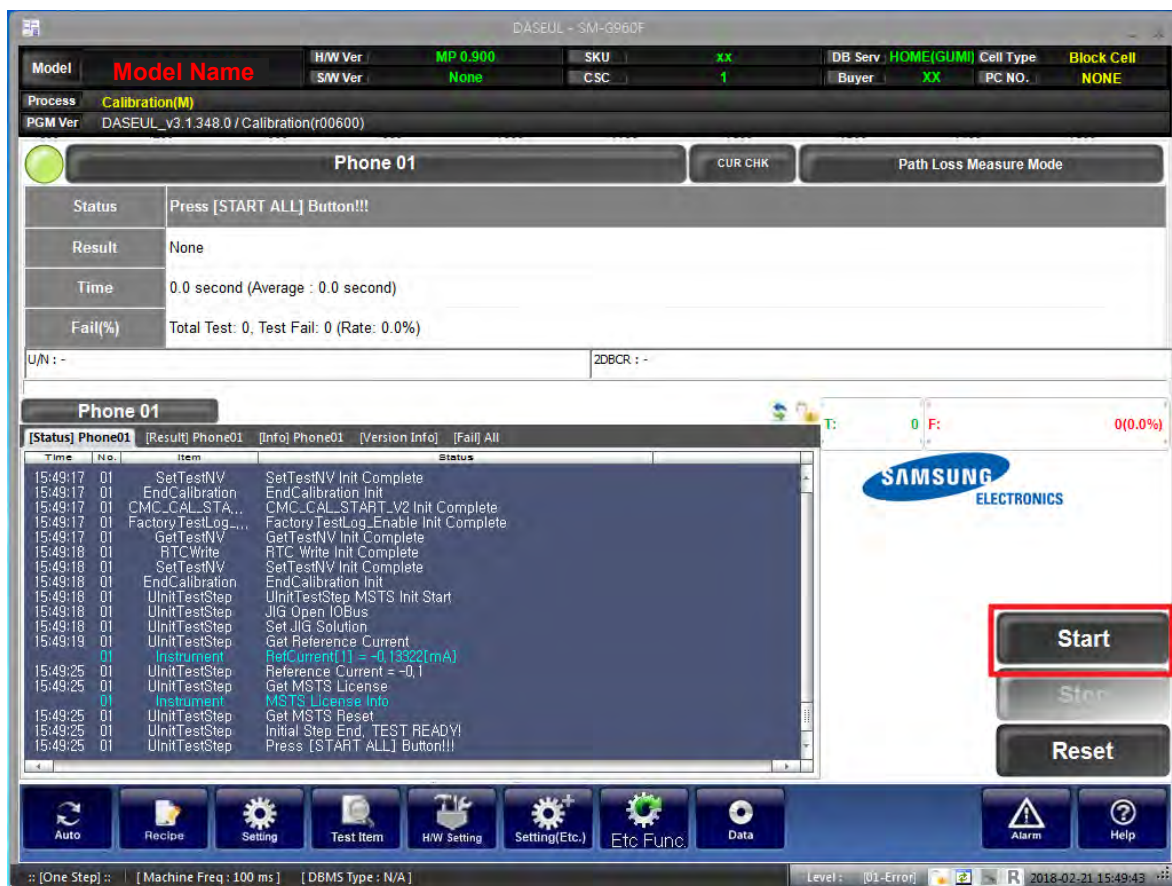 DASEUL - SM-G960F
Model Model Name H/W Ver MP 0.900 SKU xx DB Serv HOME(GUMI) Cell Type Block Cell
S/W Ver None CSC 1 Buyer XX PC NO. NONE
Process Calibration(M)
PGM Ver DASEUL_v3.1.348.0 / Calibration(r00600)
Phone 01 CUR CHK Path Loss Measure Mode
Status Press [START ALL] Button!!!
Result None
Time 0.0 second (Average : 0.0 second)
Fail(%) Total Test: 0, Test Fail: 0 (Rate: 0.0%)
U/N : - 2DBCR : -
Phone 01
T: 0 F: 0(0.0%)
[Status] Phone01 [Result] Phone01 [Info] Phone01 [Version Info] [Fail] All
Time No. Item Status
15:49:17 01 SetTestNV SetTestNV Init Complete
15:49:17 01 EndCalibration EndCalibration Init
15:49:17 01 CMC_CAL_STA... CMC_CAL_START_V2 Init Complete
15:49:17 01 FactoryTestLog_... FactoryTestLog_Enable Init Complete
15:49:17 01 GetTestNV GetTestNV Init Complete
15:49:18 01 RTCWrite RTC Write Init Complete
15:49:18 01 SetTestNV SetTestNV Init Complete
15:49:18 01 EndCalibration EndCalibration Init
15:49:18 01 UInitTestStep UInitTestStep MSTS Init Start
15:49:18 01 UInitTestStep JIG Open IOBus
15:49:18 01 UInitTestStep Set JIG Solution
15:49:19 01 UInitTestStep Get Reference Current
01 Instrument RefCurrent[1] = -0.13322[mA]
15:49:25 01 UInitTestStep Reference Current = -0.1
15:49:25 01 UInitTestStep Get MSTS License
01 Instrument MSTS License Info
15:49:25 01 UInitTestStep Get MSTS Reset
15:49:25 01 UInitTestStep Initial Step End, TEST READY!
15:49:25 01 UInitTestStep Press [START ALL] Button!!!
SAMSUNG
ELECTRONICS
Start
Stop
Reset
Auto Recipe Setting Test Item H/W Setting Setting(Etc.) Etc Func. Data Alarm Help
:: [One Step] :: [ Machine Freq : 100 ms ] [ DBMS Type : N/A ] Level : [01-Error] R 2018-02-21 15:49:43